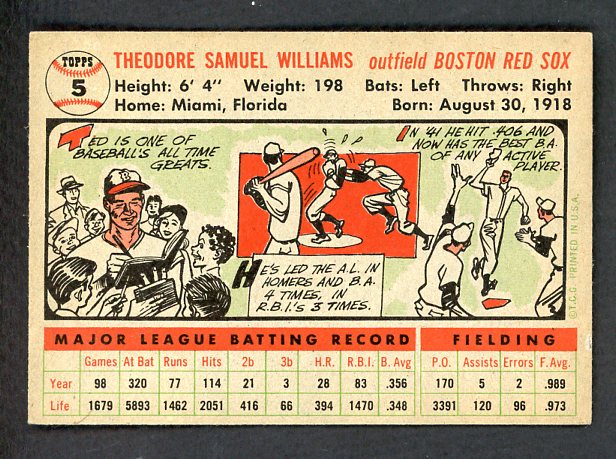 TOPPS
5
THEODORE SAMUEL WILLIAMS outfield BOSTON RED SOX
Height: 6' 4" Weight: 198 Bats: Left Throws: Right
Home: Miami, Florida Born: August 30, 1918
TED IS ONE OF
BASEBALL'S ALL TIME
GREATS.
HE'S LED THE A.L. IN
HOMERS AND B.A.
4 TIMES, IN
R.B.I.'S 3 TIMES.
IN '41 HE HIT .406 AND
NOW HAS THE BEST B.A.
OF ANY ACTIVE
PLAYER.
B
©T.C.G. PRINTED IN U.S.A.
MAJOR LEAGUE BATTING RECORD FIELDING
Games At Bat Runs Hits 2b 3b H.R. R.B.I. B. Avg P.O. Assists Errors F. Avg.
Year 98 320 77 114 21 3 28 83 .356 170 5 2 .989
Life 1679 5893 1462 2051 416 66 394 1470 .348 3391 120 96 .973